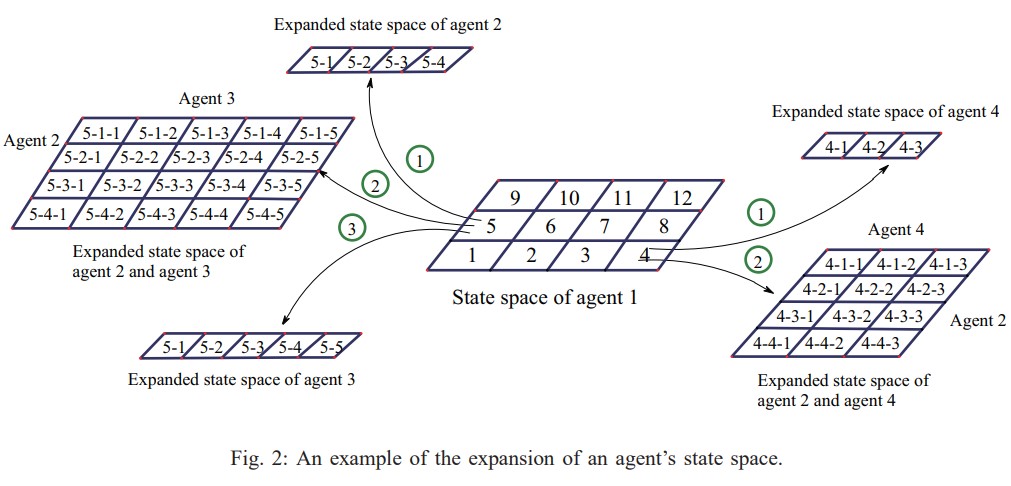 Expanded state space of agent 2
5-1 5-2 5-3 5-4
Agent 3
Agent 2
5-1-1 5-1-2 5-1-3 5-1-4 5-1-5
5-2-1 5-2-2 5-2-3 5-2-4 5-2-5
5-3-1 5-3-2 5-3-3 5-3-4 5-3-5
5-4-1 5-4-2 5-4-3 5-4-4 5-4-5
Expanded state space of
agent 2 and agent 3
1
2
3
5-1 5-2 5-3 5-4 5-5
Expanded state space of agent 3
9 10 11 12
5 6 7 8
1 2 3 4
State space of agent 1
Expanded state space of agent 4
4-1 4-2 4-3
1
2
Agent 4
4-1-1 4-1-2 4-1-3
4-2-1 4-2-2 4-2-3
4-3-1 4-3-2 4-3-3
4-4-1 4-4-2 4-4-3
Agent 2
Expanded state space of
agent 2 and agent 4
Fig. 2: An example of the expansion of an agent's state space.